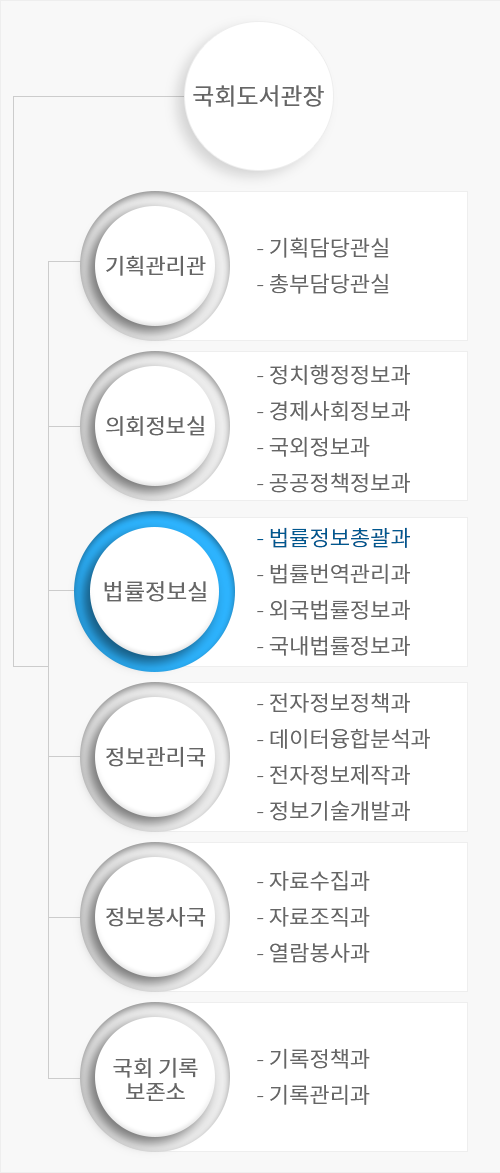 국회도서관장
기획관리관
- 기획담당관실
- 총부담당관실
의회정보실
- 정치행정정보과
- 경제사회정보과
- 국외정보과
- 공공정책정보과
법률정보실
- 법률정보총괄과
- 법률번역관리과
- 외국법률정보과
- 국내법률정보과
정보관리국
- 전자정보정책과
- 데이터융합분석과
- 전자정보제작과
- 정보기술개발과
정보봉사국
- 자료수집과
- 자료조직과
- 열람봉사과
국회 기록
보존소
- 기록정책과
- 기록관리과